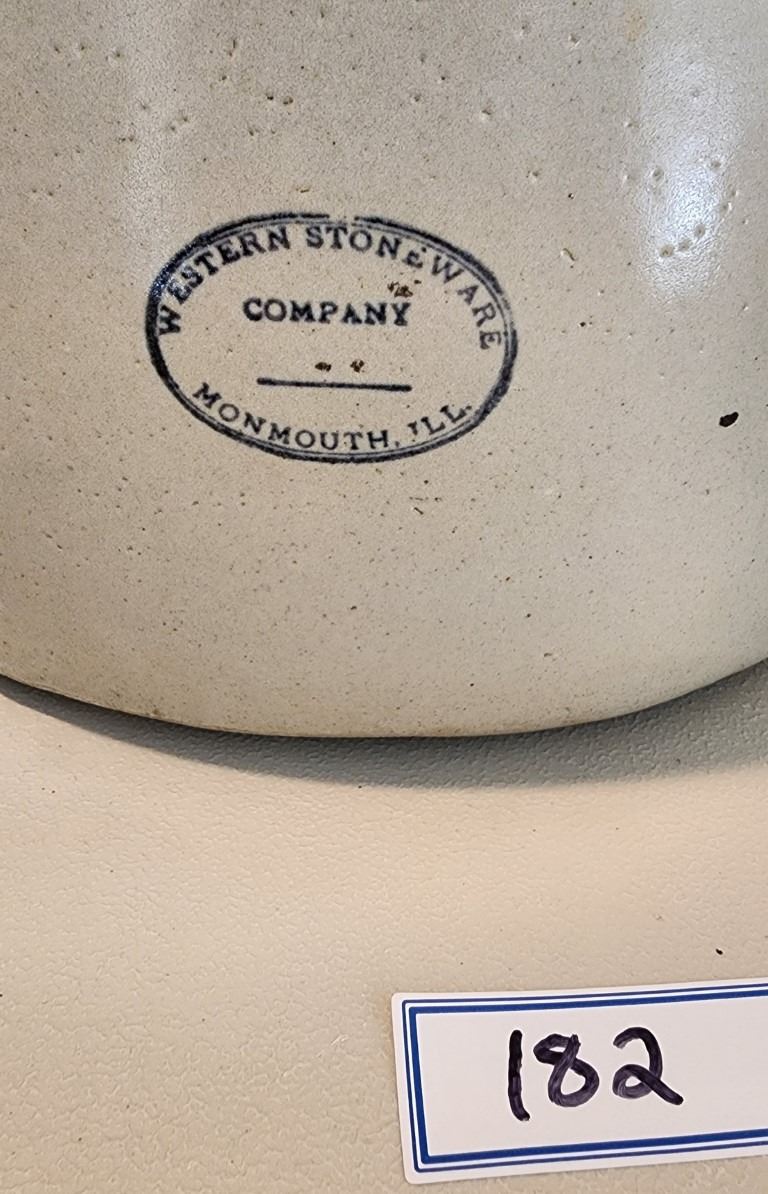 WESTERN STONEWARE
COMPANY
MONMOUTH, ILL.
182